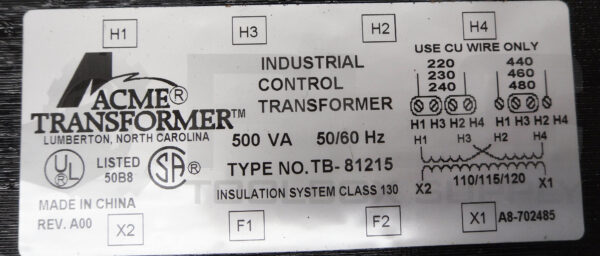 H1 H3 H2 H4
ACME®
TRANSFORMER™
LUMBERTON, NORTH CAROLINA
UL® LISTED
50B8
SA®
MADE IN CHINA
REV. A00
INDUSTRIAL
CONTROL
TRANSFORMER
500 VA 50/60 Hz
TYPE NO. TB- 81215
INSULATION SYSTEM CLASS 130
USE CU WIRE ONLY
220 440
230 460
240 480
H1 H3 H2 H4 H1 H3 H2 H4
H1 H3 H2 H4
X2 110/115/120 X1
X2 F1 F2 X1 A8-702485